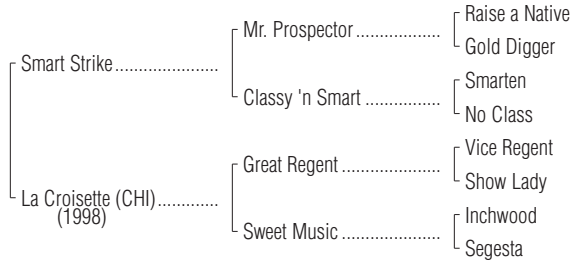 Raise a Native
Mr. Prospector ..................
Gold Digger
Smart Strike......................
Smarten
Classy 'n Smart ................
No Class
Vice Regent
Great Regent .....................
Show Lady
La Croisette (CHI).............
(1998)
Inchwood
Sweet Music .....................
Segesta